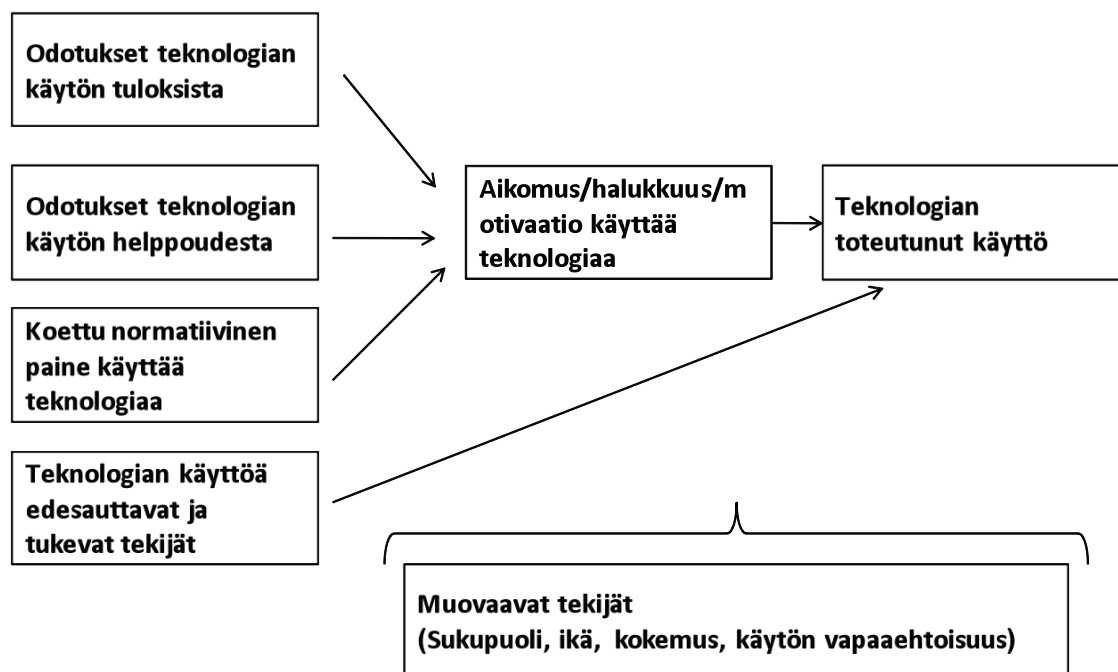 Odotukset teknologian
käytön tuloksista
Odotukset teknologian
käytön helppoudesta
Koettu normatiivinen
paine käyttää
teknologiaa
Teknologian käyttöä
edesauttavat ja
tukevat tekijät
Aikomus/halukkuus/m
otivaatio käyttää
teknologiaa
Teknologian
toteutunut käyttö
Muovaavat tekijät
(Sukupuoli, ikä, kokemus, käytön vapaaehtoisuus)